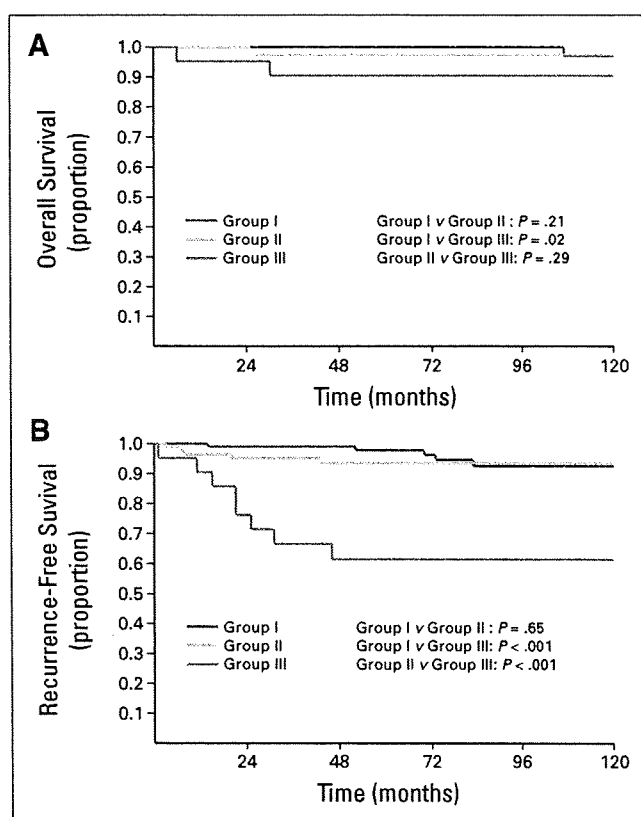 A
Overall Survival
(proportion)
1.0
0.9
0.8
0.7
0.6
0.5
0.4
0.3
0.2
0.1
Group I
Group II
Group III
Group I v Group II : P = .21
Group I v Group III: P = .02
Group II v Group III: P = .29
24
48
72
96
120
Time (months)
B
Recurrence-Free Suvival
(proportion)
1.0
0.9
0.8
0.7
0.6
0.5
0.4
0.3
0.2
0.1
Group I
Group II
Group III
Group I v Group II : P = .65
Group I v Group III: P < .001
Group II v Group III: P < .001
24
48
72
96
120
Time (months)